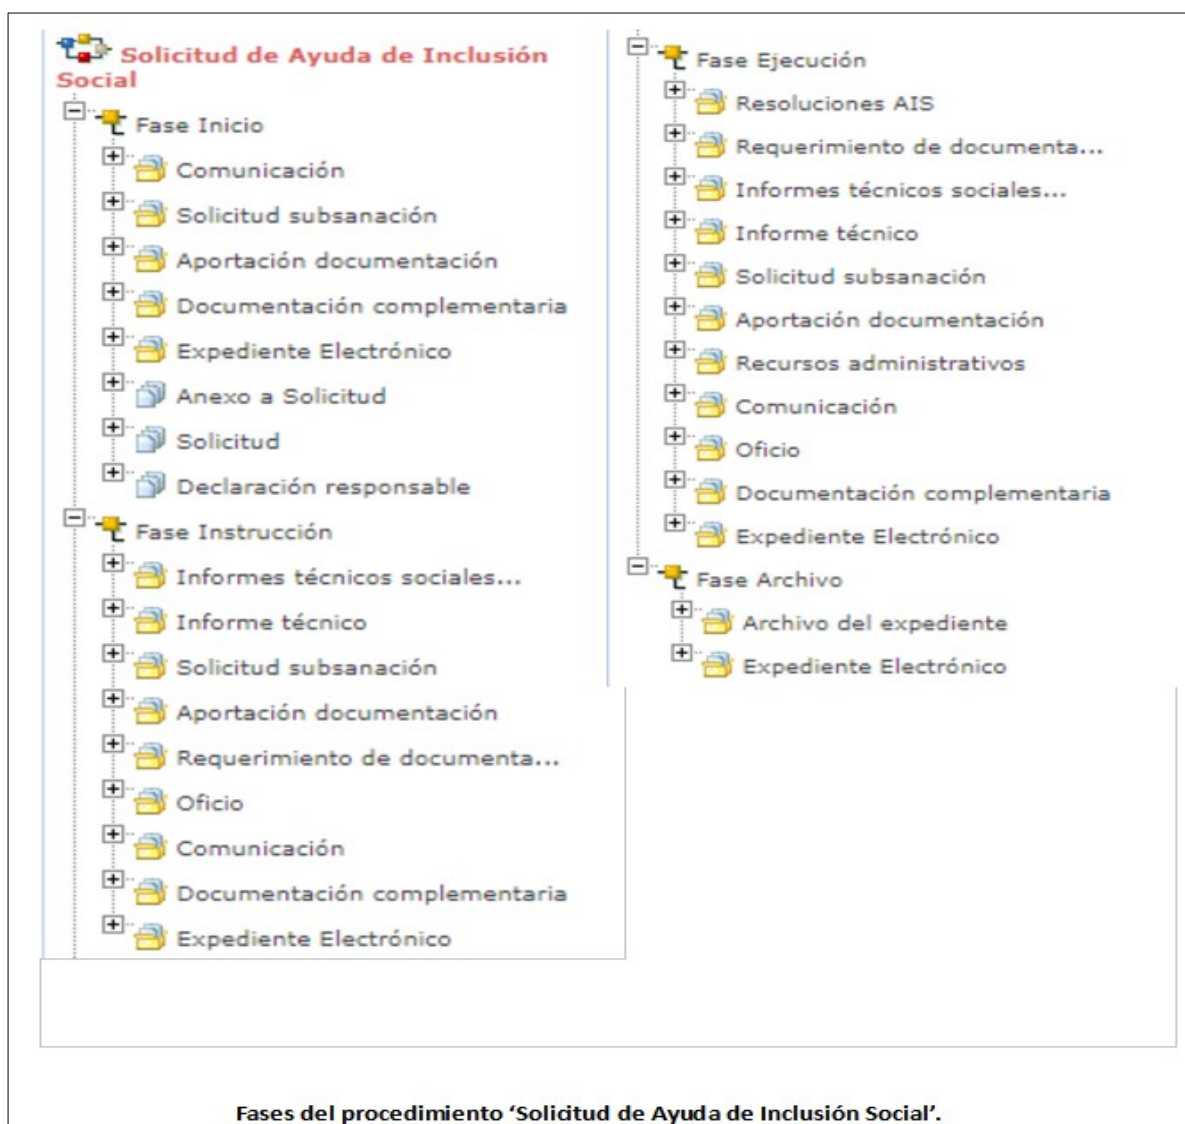 Solicitud de Ayuda de Inclusión
Social
Fase Inicio
Comunicación
Solicitud subsanación
Aportación documentación
Documentación complementaria
Expediente Electrónico
Anexo a Solicitud
Solicitud
Declaración responsable
Fase Instrucción
Informes técnicos sociales...
Informe técnico
Solicitud subsanación
Aportación documentación
Requerimiento de documenta...
Oficio
Comunicación
Documentación complementaria
Expediente Electrónico
Fase Ejecución
Resoluciones AIS
Requerimiento de documenta...
Informes técnicos sociales...
Informe técnico
Solicitud subsanación
Aportación documentación
Recursos administrativos
Comunicación
Oficio
Documentación complementaria
Expediente Electrónico
Fase Archivo
Archivo del expediente
Expediente Electrónico
Fases del procedimiento ‘Solicitud de Ayuda de Inclusión Social’.